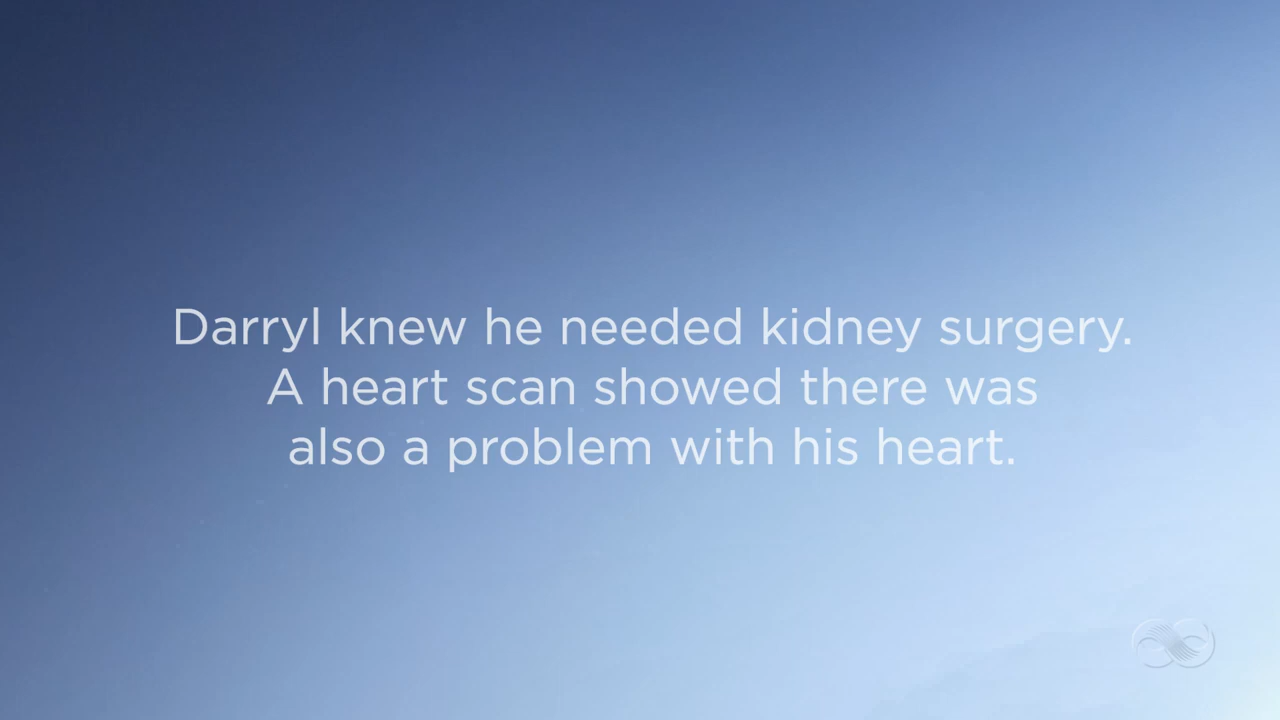 Darryl knew he needed kidney surgery.
A heart scan showed there was
also a problem with his heart.